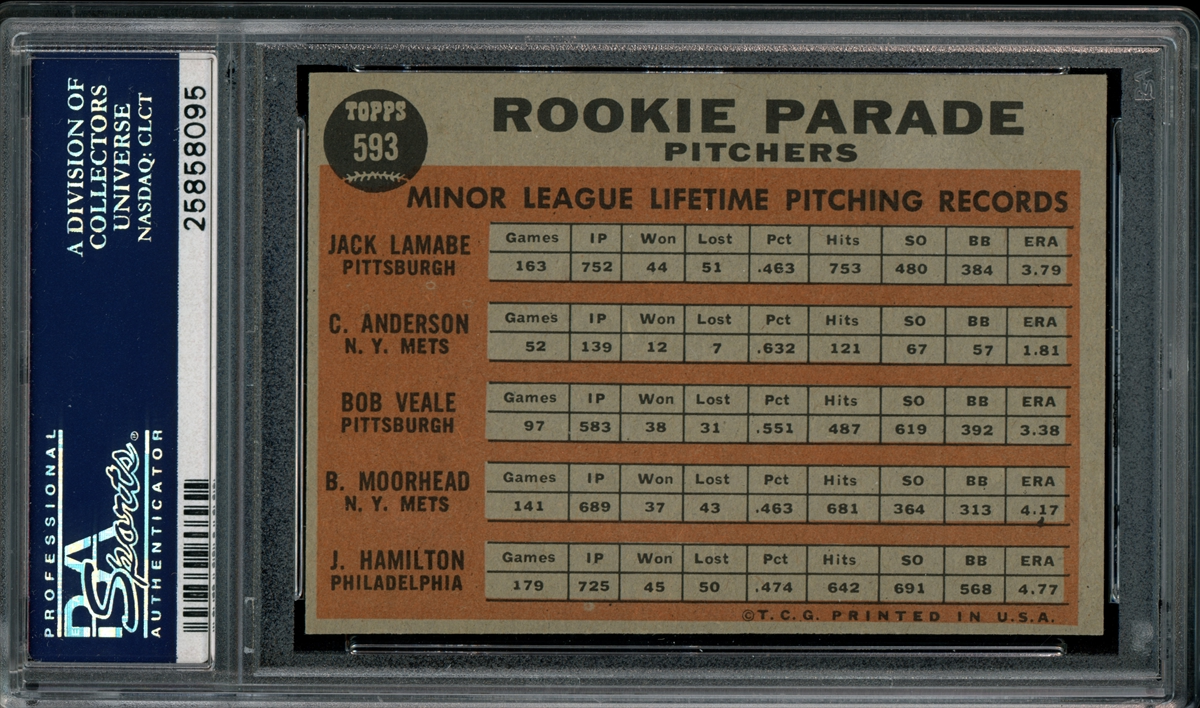 A DIVISION OF
COLLECTORS
UNIVERSE
NASDAQ: CLCT
25858095
PROFESSIONAL
PSA
Sports®
AUTHENTICATOR
TOPPS
593
ROOKIE PARADE
PITCHERS
MINOR LEAGUE LIFETIME PITCHING RECORDS
JACK LAMABE
PITTSBURGH
Games IP Won Lost Pct Hits SO BB ERA
163 752 44 51 .463 753 480 384 3.79
C. ANDERSON
N. Y. METS
Games IP Won Lost Pct Hits SO BB ERA
52 139 12 7 .632 121 67 57 1.81
BOB VEALE
PITTSBURGH
Games IP Won Lost Pct Hits SO BB ERA
97 583 38 31 .551 487 619 392 3.38
B. MOORHEAD
N. Y. METS
Games IP Won Lost Pct Hits SO BB ERA
141 689 37 43 .463 681 364 313 4.17
J. HAMILTON
PHILADELPHIA
Games IP Won Lost Pct Hits SO BB ERA
179 725 45 50 .474 642 691 568 4.77
©T.C.G. PRINTED IN U.S.A.